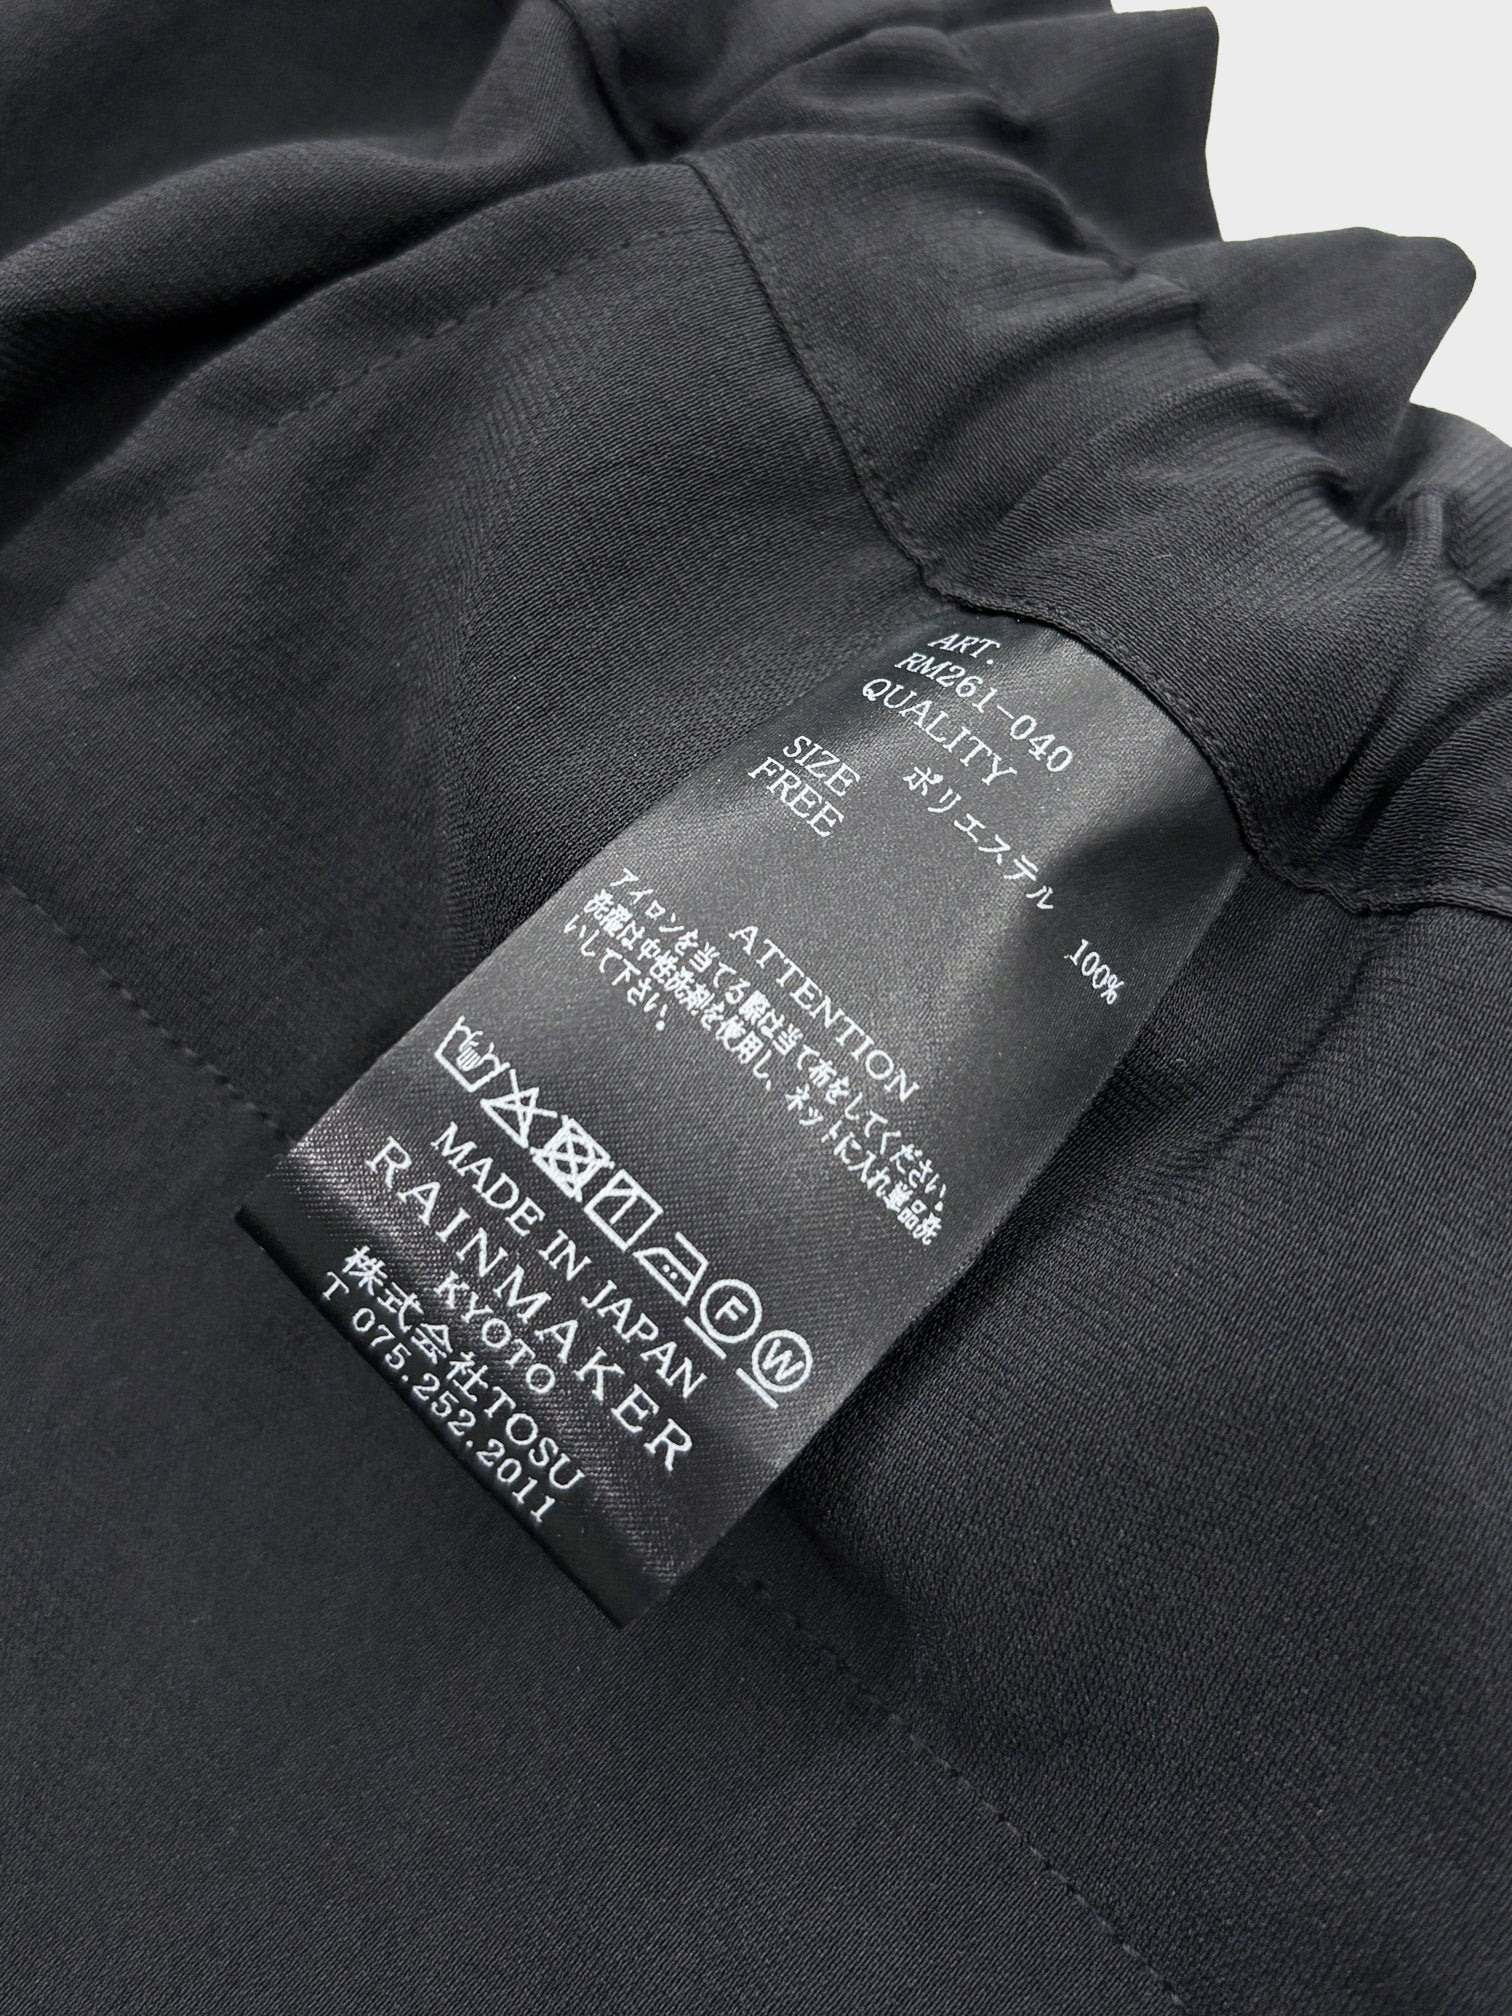 ART.
RM261-040
QUALITY
ポリエステル 100%
SIZE
FREE
ATTENTION
アイロンを当てる際は当て布をしてください。
洗濯は中性洗剤を使用し、ネットに入れ単品洗
いして下さい。
F W
MADE IN JAPAN
RAINMAKER
KYOTO
株式会社TOSU
T 075.252.2011